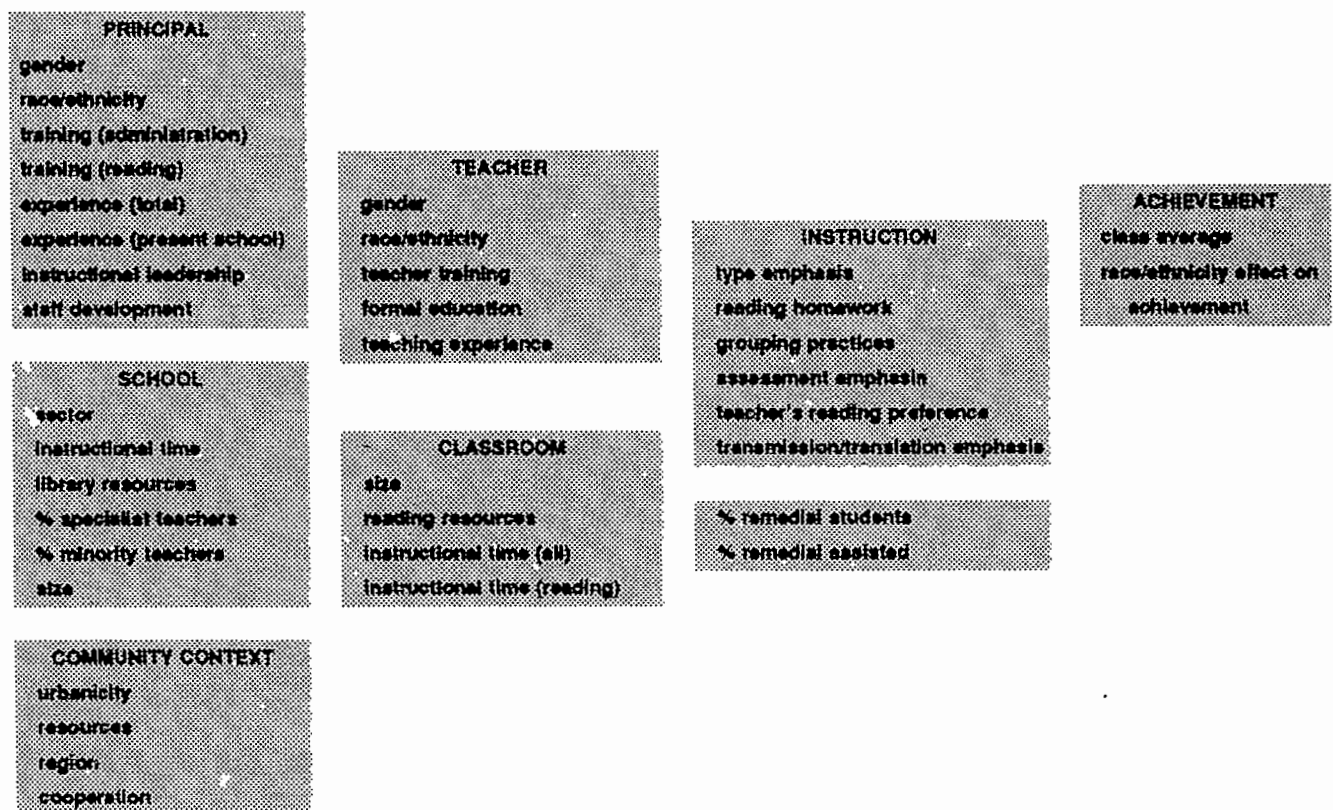 PRINCIPAL
gender
race/ethnicity
training (administration)
training (reading)
experience (total)
experience (present school)
instructional leadership
staff development
SCHOOL
sector
instructional time
library resources
% specialist teachers
% minority teachers
size
COMMUNITY CONTEXT
urbanicity
resources
region
cooperation
TEACHER
gender
race/ethnicity
teacher training
formal education
teaching experience
CLASSROOM
size
reading resources
instructional time (all)
instructional time (reading)
INSTRUCTION
type emphasis
reading homework
grouping practices
assessment emphasin
teacher's reading preference
transmission/translation emphasis
% remedial students
% remedial assisted
ACHIEVEMENT
class average
race/ethnicity effect on
achievement